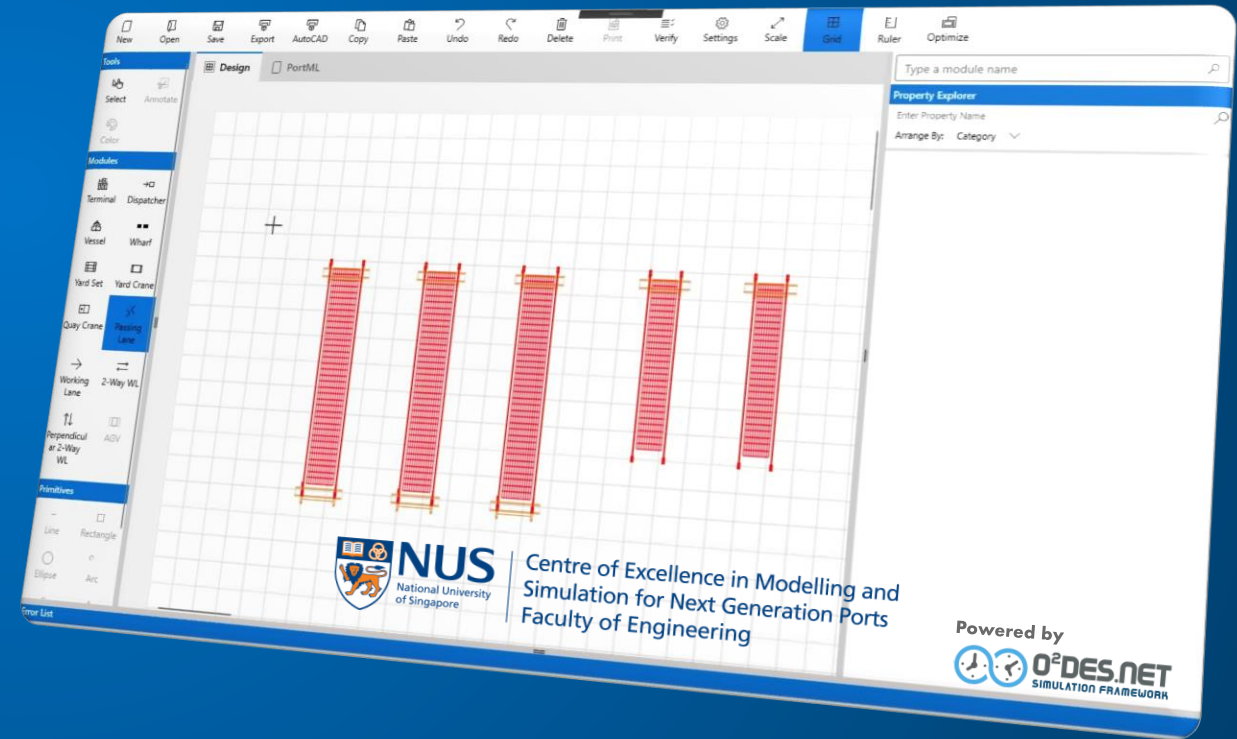 New Open Save Export AutoCAD Copy Paste Undo Redo Delete Print Verify Settings Scale Grid Ruler Optimize
Tools
Select Annotate
Color
Modules
Terminal Dispatcher
Vessel Wharf
Yard Set Yard Crane
Quay Crane Passing
Lane
Working
Lane
2-Way WL
Perpendicul
ar 2-Way
WL
AGV
Primitives
Line Rectangle
Ellipse Arc
Error List
Design PortML
Type a module name
Property Explorer
Enter Property Name
Arrange By: Category
NUS
National University
of Singapore
Centre of Excellence in Modelling and
Simulation for Next Generation Ports
Faculty of Engineering
Powered by
O²DES.NET
SIMULATION FRAMEWORK